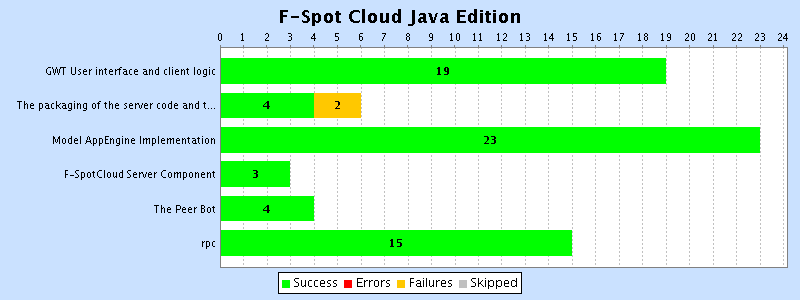 F-Spot Cloud Java Edition
0 1 2 3 4 5 6 7 8 9 10 11 12 13 14 15 16 17 18 19 20 21 22 23 24
GWT User interface and client logic 19
The packaging of the server code and t... 4 2
Model AppEngine Implementation 23
F-SpotCloud Server Component 3
The Peer Bot 4
rpc 15
Success Errors Failures Skipped